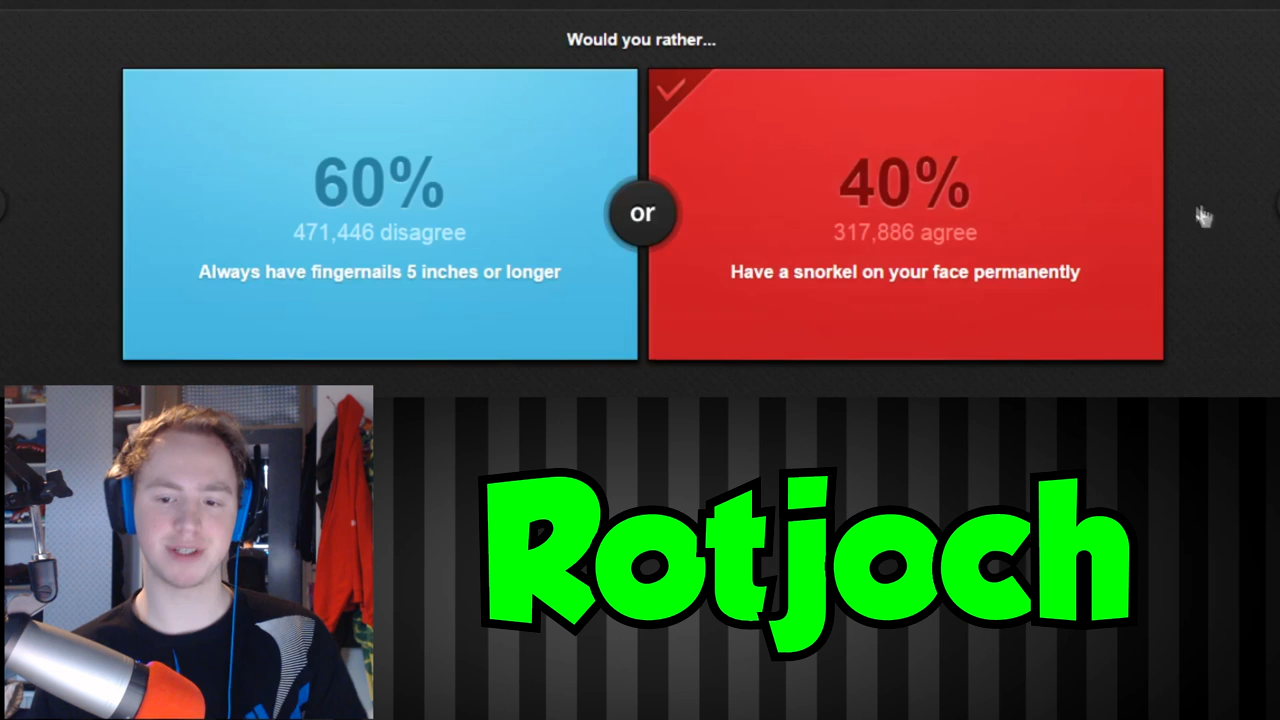 Would you rather...
60%
471,446 disagree
Always have fingernails 5 inches or longer
or
40%
317,886 agree
Have a snorkel on your face permanently
Rotjoch